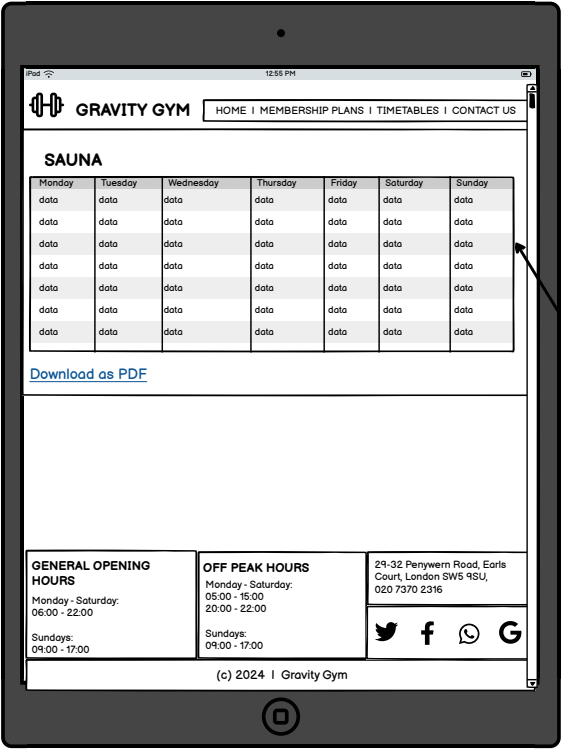 iPad 12:55 PM
GRAVITY GYM
HOME | MEMBERSHIP PLANS | TIMETABLES | CONTACT US
SAUNA
Monday Tuesday Wednesday Thursday Friday Saturday Sunday
data data data data data data data
data data data data data data data
data data data data data data data
data data data data data data data
data data data data data data data
data data data data data data data
data data data data data data data
Download as PDF
GENERAL OPENING
HOURS
Monday - Saturday:
06:00 - 22:00
Sundays:
09:00 - 17:00
OFF PEAK HOURS
Monday - Saturday:
05:00 - 15:00
20:00 - 22:00
Sundays:
09:00 - 17:00
29-32 Penywern Road, Earls
Court, London SW5 9SU,
020 7370 2316
(c) 2024 | Gravity Gym